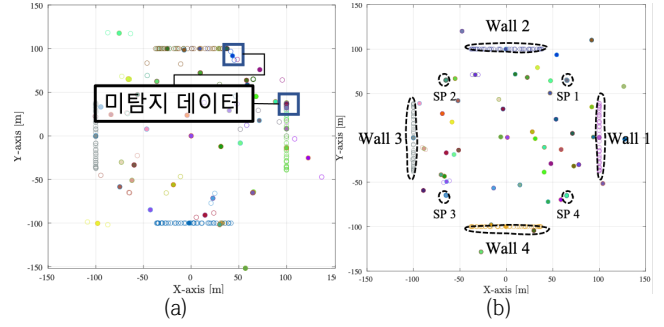 150
100
50
0
-50
-100
-150
-150
-100
-50
0
50
100
150
Y-axis [m]
X-axis [m]
미탐지 데이터
(a)
150
100
50
0
-50
-100
-150
-150
-100
-50
0
50
100
150
Y-axis [m]
X-axis [m]
Wall 2
SP 2
SP 1
Wall 3
Wall 1
SP 3
SP 4
Wall 4
(b)